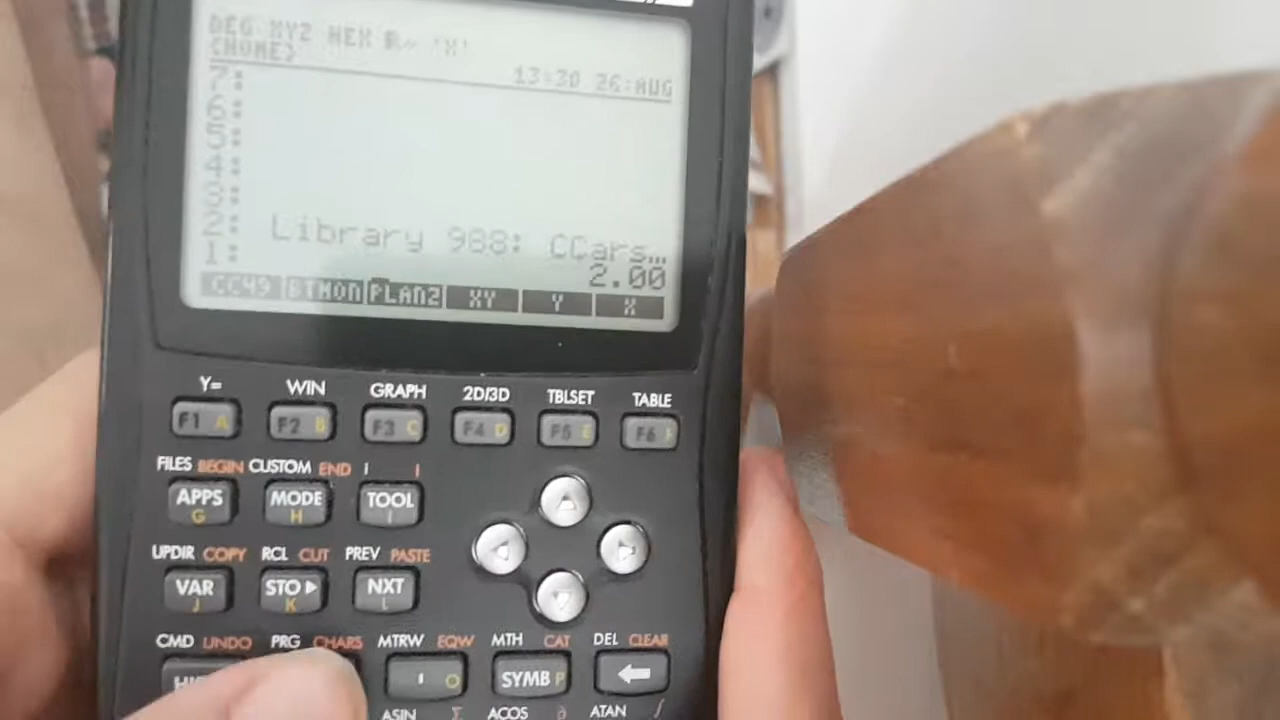 DEG XYZ HEX R~ 'X'
{HOME}
13:30 26:AUG
7:
6:
5:
4:
3:
2: Library 988: CCars…
1: 2.00
CC49 BTMON PLAN2 XY Y X
Y= WIN GRAPH 2D/3D TBLSET TABLE
F1 A F2 B F3 C F4 D F5 E F6 F
FILES BEGIN CUSTOM END i I
APPS G MODE H TOOL I
UPDIR COPY RCL CUT PREV PASTE
VAR J STO▶ K NXT L
CMD UNDO PRG CHARS MTRW EQW MTH CAT DEL CLEAR
' O SYMB P
ASIN Σ ACOS ∂ ATAN ∫